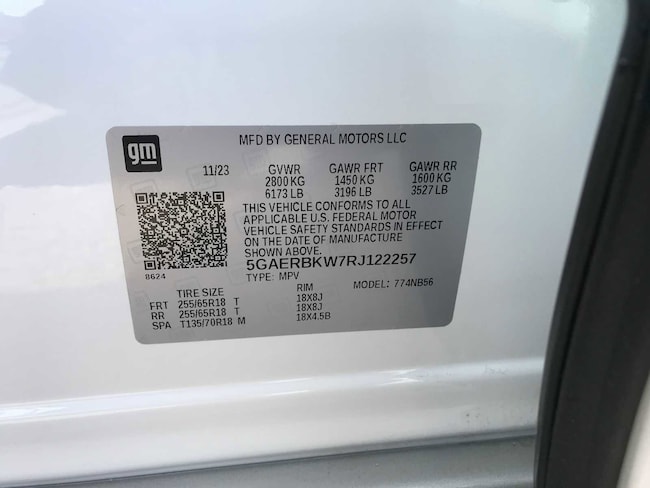 gm
MFD BY GENERAL MOTORS LLC
11/23 GVWR GAWR FRT GAWR RR
2800 KG 1450 KG 1600 KG
6173 LB 3196 LB 3527 LB
THIS VEHICLE CONFORMS TO ALL
APPLICABLE U.S. FEDERAL MOTOR
VEHICLE SAFETY STANDARDS IN EFFECT
ON THE DATE OF MANUFACTURE
SHOWN ABOVE.
8624
5GAERBKW7RJ122257
TYPE: MPV MODEL: 774NB56
TIRE SIZE RIM
FRT 255/65R18 T 18X8J
RR 255/65R18 T 18X8J
SPA T135/70R18 M 18X4.5B